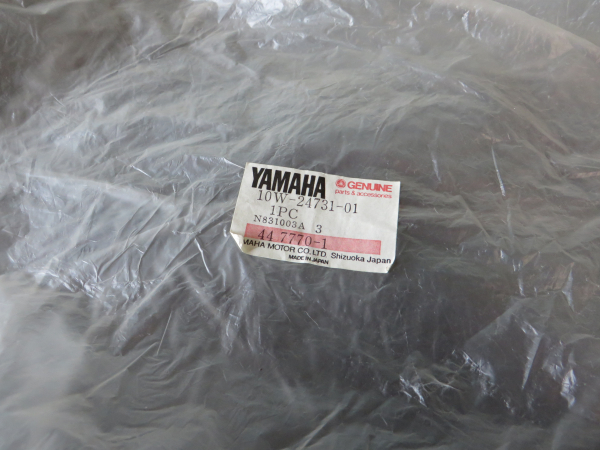 YAMAHA GENUINE
parts & accessories
10W-24731-01
1PC
N831003A 3
44 7770-1
MAHA MOTOR CO.,LTD. Shizuoka Japan
MADE IN JAPAN